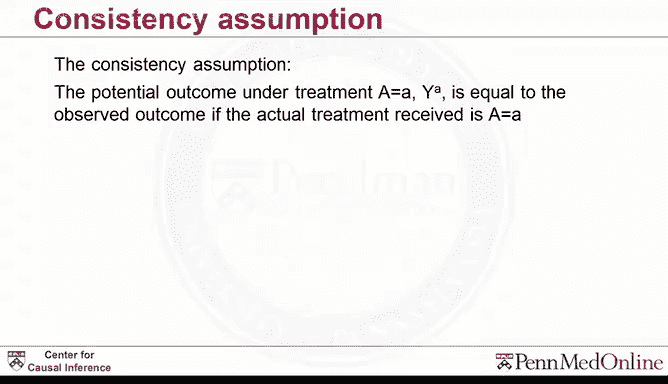 Consistency assumption
The consistency assumption:
The potential outcome under treatment A=a, Yᵃ, is equal to the
observed outcome if the actual treatment received is A=a
Center for
Causal Inference
PennMedOnline